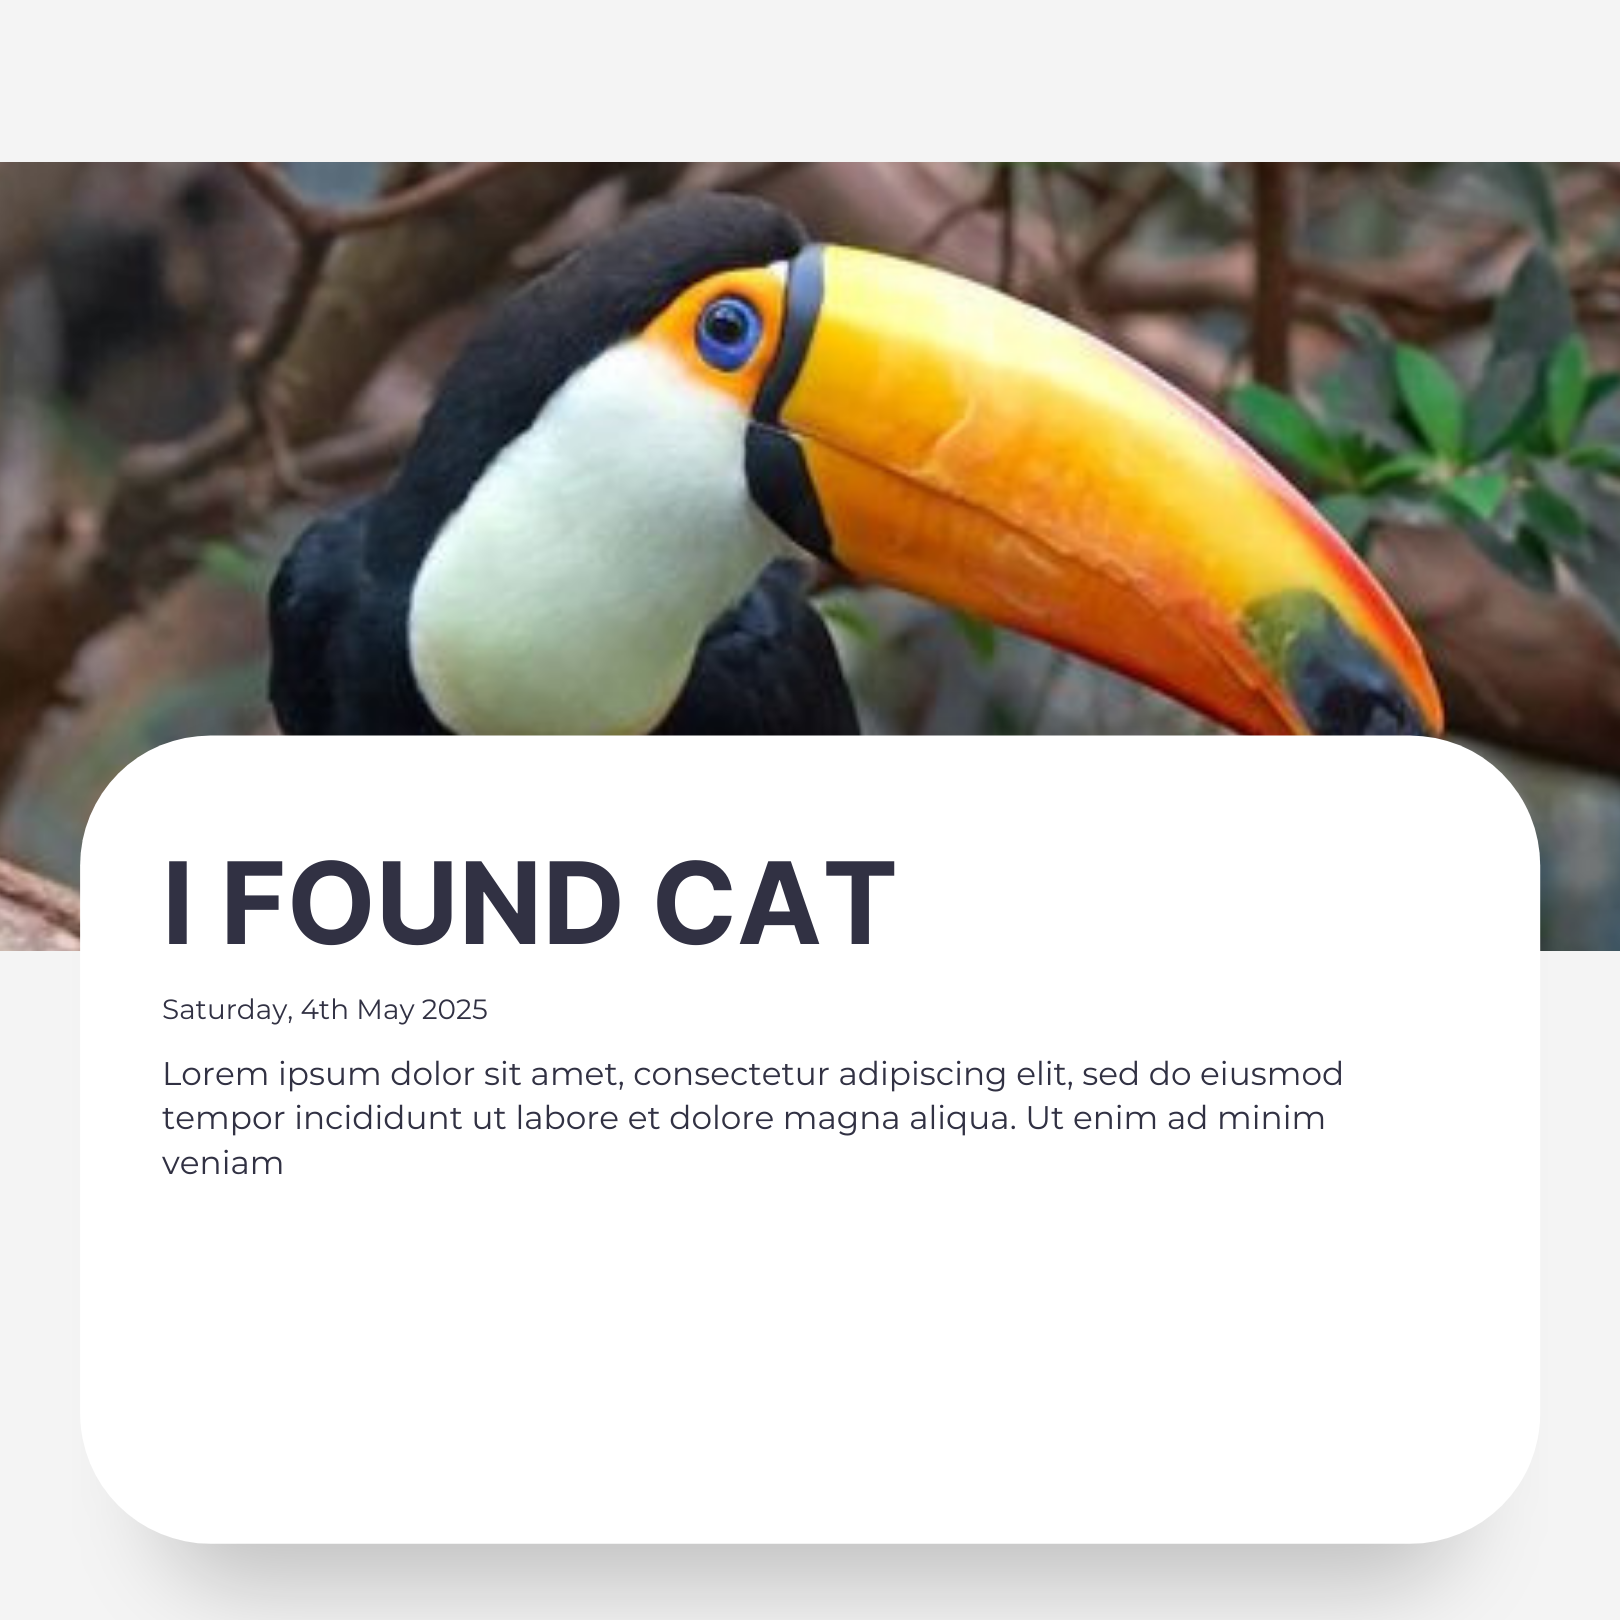 I FOUND CAT
Saturday, 4th May 2025
Lorem ipsum dolor sit amet, consectetur adipiscing elit, sed do eiusmod
tempor incididunt ut labore et dolore magna aliqua. Ut enim ad minim
veniam